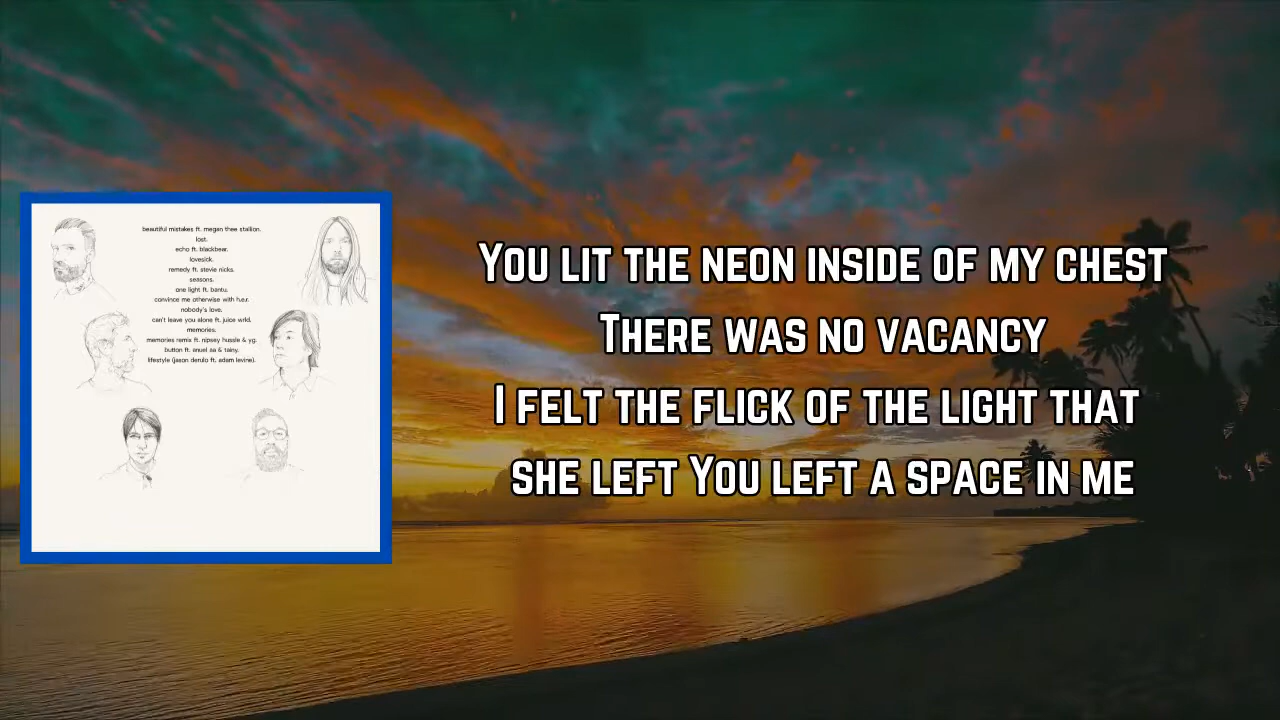 beautiful mistakes ft. megan thee stallion.
lost.
echo ft. blackbear.
lovesick.
remedy ft. stevie nicks.
seasons.
one light ft. bantu.
convince me otherwise with h.e.r.
nobody's love.
can't leave you alone ft. juice wrld.
memories.
memories remix ft. nipsey hussle & yg.
button ft. anuel aa & tainy.
lifestyle (jason derulo ft. adam levine).
You lit the neon inside of my chest
There was no vacancy
I felt the flick of the light that
she left You left a space in me